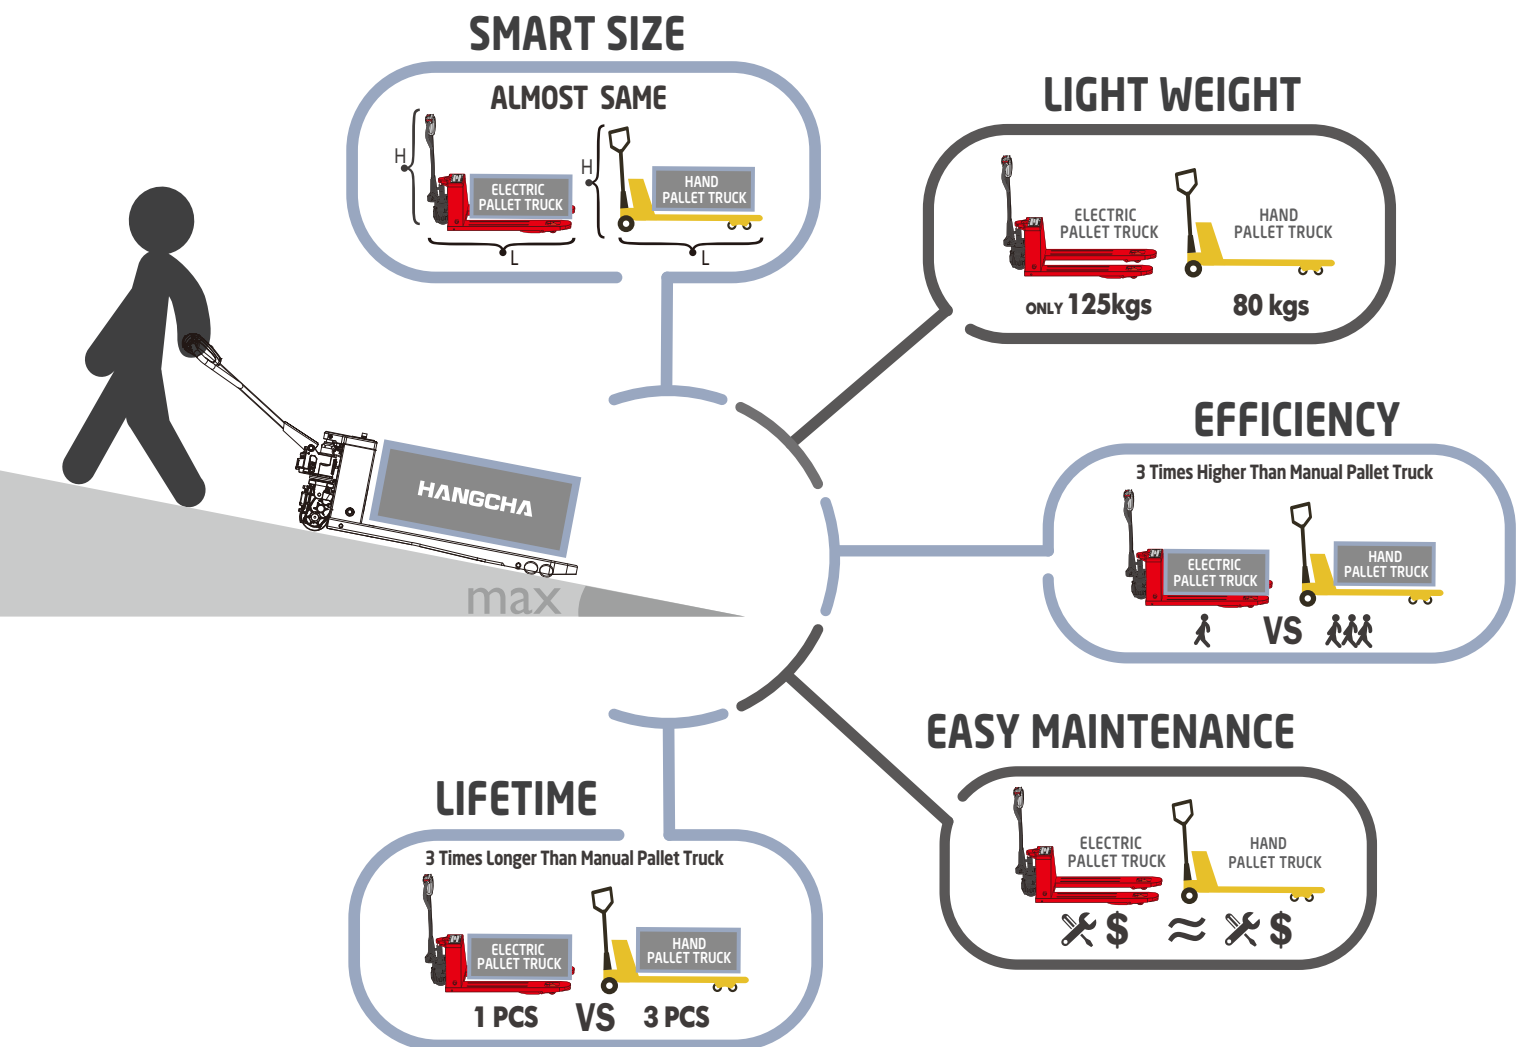 SMART SIZE
ALMOST SAME
H
ELECTRIC
PALLET TRUCK
L
H
HAND
PALLET TRUCK
L
LIGHT WEIGHT
ELECTRIC
PALLET TRUCK
ONLY 125kgs
HAND
PALLET TRUCK
80 kgs
EFFICIENCY
3 Times Higher Than Manual Pallet Truck
ELECTRIC
PALLET TRUCK
VS
HAND
PALLET TRUCK
HANGCHA
max
EASY MAINTENANCE
ELECTRIC
PALLET TRUCK
$
≈
HAND
PALLET TRUCK
$
LIFETIME
3 Times Longer Than Manual Pallet Truck
ELECTRIC
PALLET TRUCK
1 PCS
VS
HAND
PALLET TRUCK
3 PCS